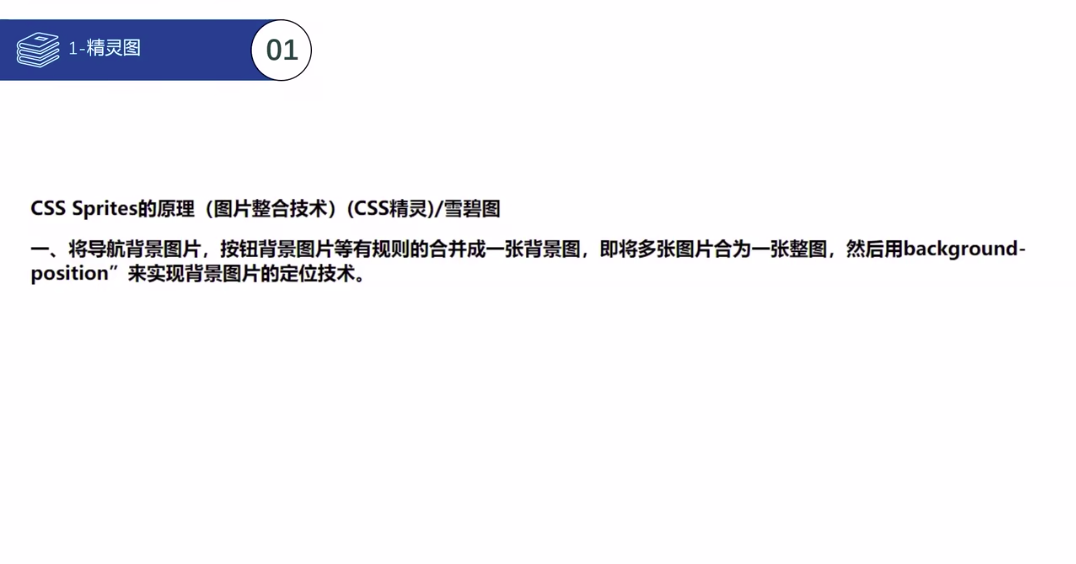 1-精灵图
01
CSS Sprites的原理（图片整合技术）(CSS精灵)/雪碧图
一、将导航背景图片，按钮背景图片等有规则的合并成一张背景图，即将多张图片合为一张整图，然后用background-
position”来实现背景图片的定位技术。